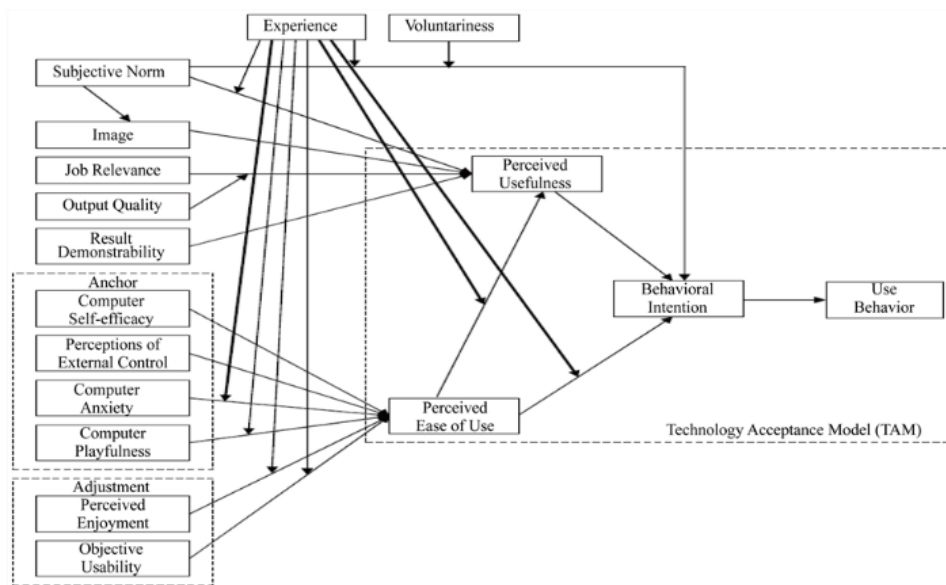 Experience
Voluntariness
Subjective Norm
Image
Job Relevance
Output Quality
Result
Demonstrability
Perceived
Usefulness
Anchor
Computer
Self-efficacy
Perceptions of
External Control
Computer
Anxiety
Computer
Playfulness
Behavioral
Intention
Use
Behavior
Perceived
Ease of Use
Technology Acceptance Model (TAM)
Adjustment
Perceived
Enjoyment
Objective
Usability